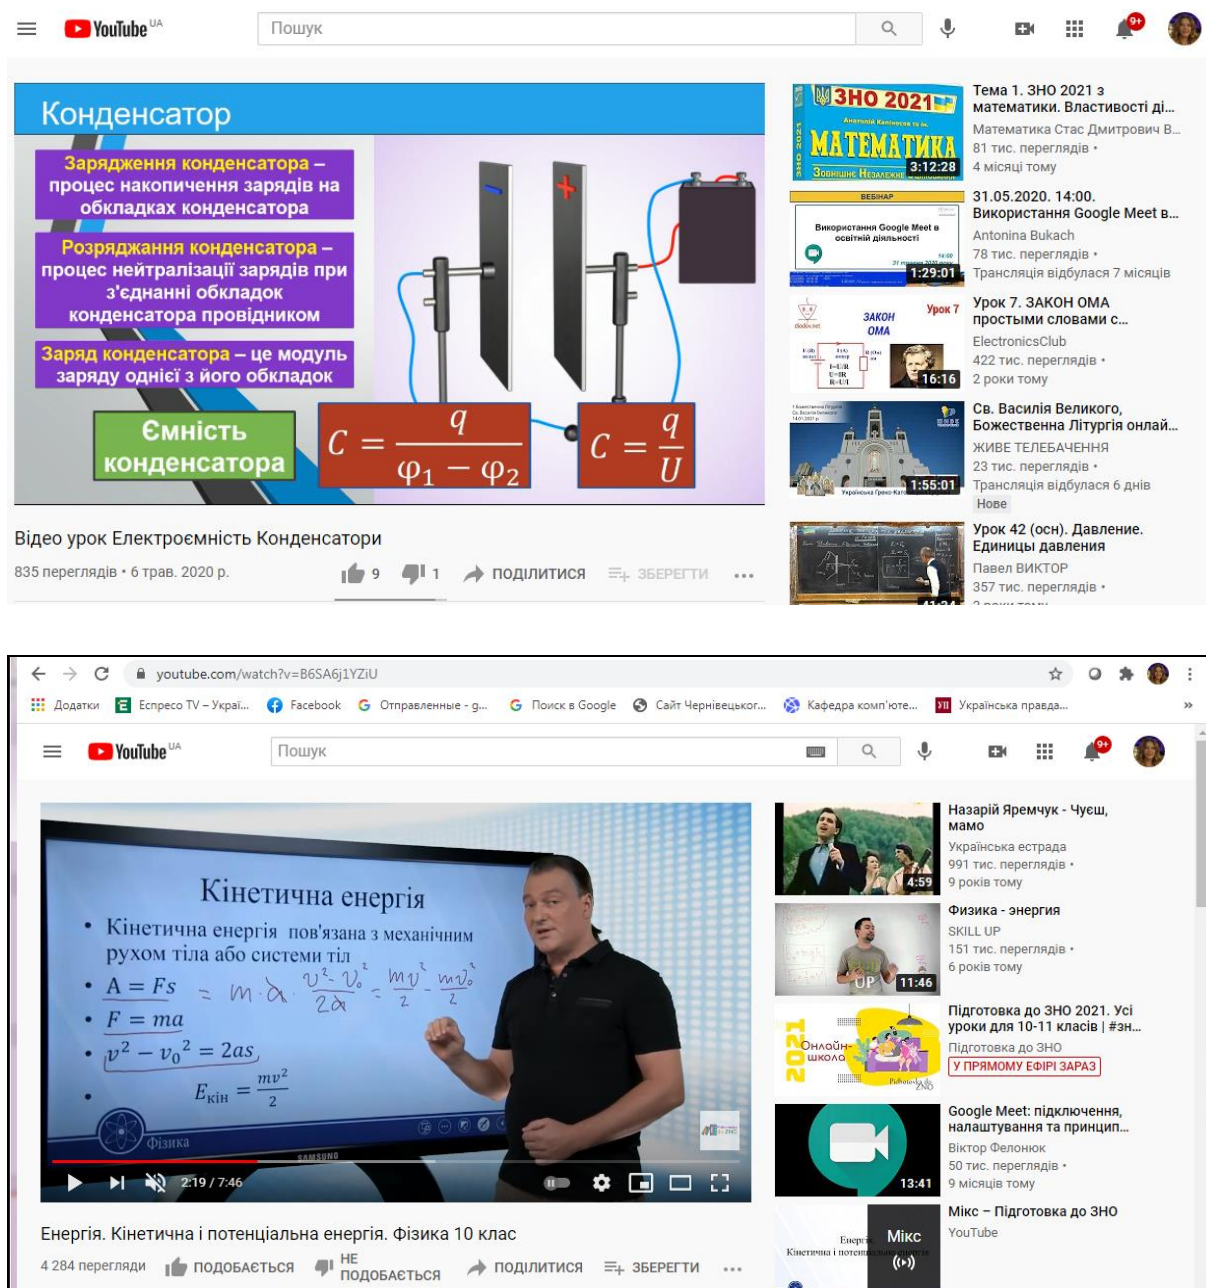 YouTube UA
Пошук
9+
Конденсатор
Зарядження конденсатора –
процес накопичення зарядів на
обкладках конденсатора
Розряджання конденсатора –
процес нейтралізації зарядів при
з'єднанні обкладок
конденсатора провідником
Заряд конденсатора – це модуль
заряду однієї з його обкладок
Ємність
конденсатора
C = q / (φ₁ − φ₂)
C = q / U
Відео урок Електроємність Конденсатори
835 переглядів • 6 трав. 2020 р.
9
1
ПОДІЛИТИСЯ
ЗБЕРЕГТИ
ЗНО 2021
МАТЕМАТИКА
3:12:28
Тема 1. ЗНО 2021 з
математики. Властивості ді...
Математика Стас Дмитрович В...
81 тис. переглядів •
4 місяці тому
ВЕБІНАР
Використання Google Meet в
освітній діяльності
1:29:01
31.05.2020. 14:00.
Використання Google Meet в...
Antonina Bukach
78 тис. переглядів •
Трансляція відбулася 7 місяців
Урок 7
ЗАКОН
ОМА
I=U/R
U=IR
R=U/I
16:16
Урок 7. ЗАКОН ОМА
простыми словами с...
ElectronicsClub
422 тис. переглядів •
2 роки тому
1:55:01
Св. Василія Великого,
Божественна Літургія онлай...
ЖИВЕ ТЕЛЕБАЧЕННЯ
23 тис. переглядів •
Трансляція відбулася 6 днів
Нове
Урок 42 (осн). Давление.
Единицы давления
Павел ВИКТОР
357 тис. переглядів •
youtube.com/watch?v=B6SA6j1YZiU
Додатки
Еспресо TV – Украї...
Facebook
Отправленные - g...
Поиск в Google
Сайт Чернівецьког...
Кафедра комп'юте...
УП Українська правда...
»
YouTube UA
Пошук
9+
Кінетична енергія
• Кінетична енергія пов'язана з механічним
рухом тіла або системи тіл
• A = Fs = m·a· (v² - v₀²) / 2a = mv² / 2 - mv₀² / 2
• F = ma
• v² − v₀² = 2as,
• Eкін = mv² / 2
Фізика
SAMSUNG
2:19 / 7:46
Енергія. Кінетична і потенціальна енергія. Фізика 10 клас
4 284 перегляди
ПОДОБАЄТЬСЯ
НЕ
ПОДОБАЄТЬСЯ
ПОДІЛИТИСЯ
ЗБЕРЕГТИ
4:59
Назарій Яремчук - Чуєш,
мамо
Українська естрада
991 тис. переглядів •
9 років тому
UP
11:46
Физика - энергия
SKILL UP
151 тис. переглядів •
6 років тому
2021
Онлайн-
школа
Підготовка до ЗНО 2021. Усі
уроки для 10-11 класів | #зн...
Підготовка до ЗНО
У ПРЯМОМУ ЕФІРІ ЗАРАЗ
13:41
Google Meet: підключення,
налаштування та принцип...
Віктор Фелонюк
50 тис. переглядів •
9 місяців тому
Мікс
Мікс – Підготовка до ЗНО
YouTube